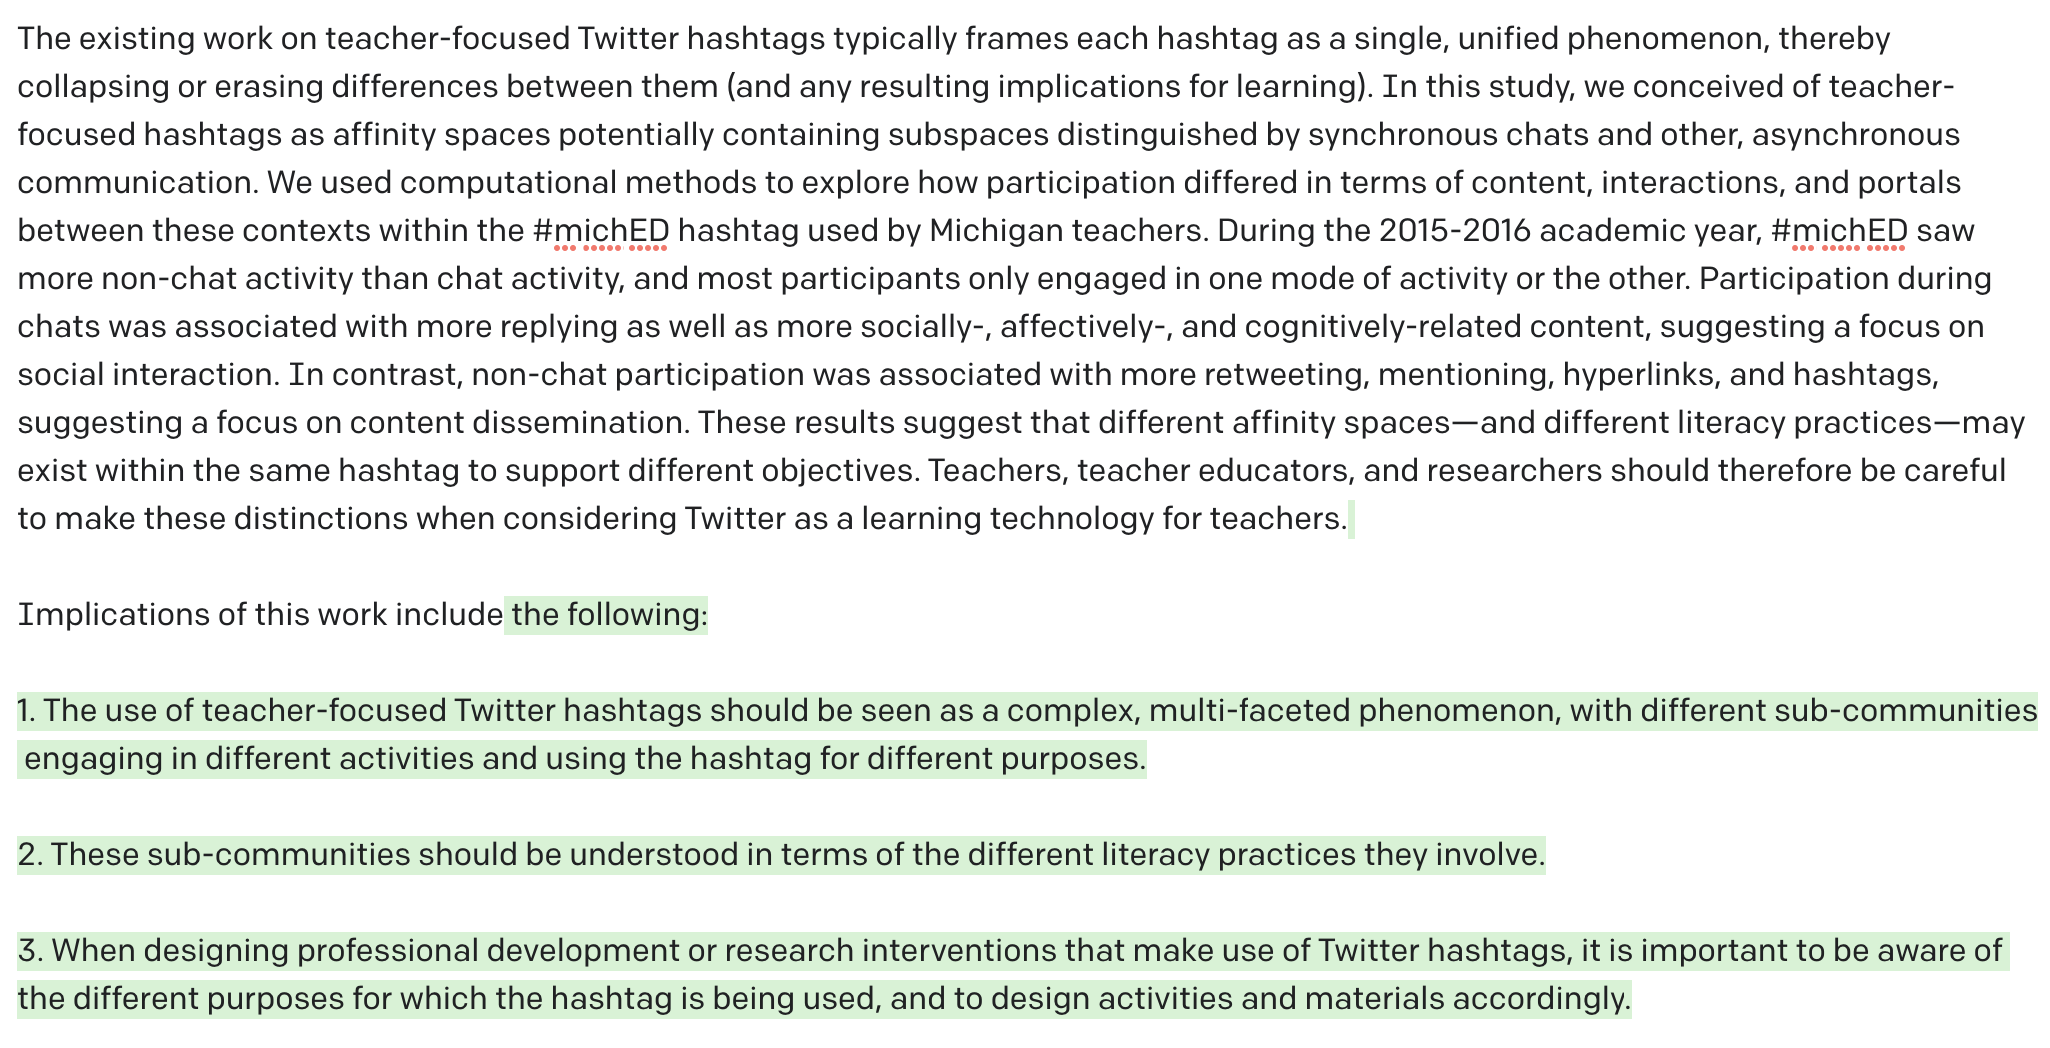 The existing work on teacher-focused Twitter hashtags typically frames each hashtag as a single, unified phenomenon, thereby
collapsing or erasing differences between them (and any resulting implications for learning). In this study, we conceived of teacher-
focused hashtags as affinity spaces potentially containing subspaces distinguished by synchronous chats and other, asynchronous
communication. We used computational methods to explore how participation differed in terms of content, interactions, and portals
between these contexts within the #michED hashtag used by Michigan teachers. During the 2015-2016 academic year, #michED saw
more non-chat activity than chat activity, and most participants only engaged in one mode of activity or the other. Participation during
chats was associated with more replying as well as more socially-, affectively-, and cognitively-related content, suggesting a focus on
social interaction. In contrast, non-chat participation was associated with more retweeting, mentioning, hyperlinks, and hashtags,
suggesting a focus on content dissemination. These results suggest that different affinity spaces—and different literacy practices—may
exist within the same hashtag to support different objectives. Teachers, teacher educators, and researchers should therefore be careful
to make these distinctions when considering Twitter as a learning technology for teachers.
Implications of this work include the following:
1. The use of teacher-focused Twitter hashtags should be seen as a complex, multi-faceted phenomenon, with different sub-communities
engaging in different activities and using the hashtag for different purposes.
2. These sub-communities should be understood in terms of the different literacy practices they involve.
3. When designing professional development or research interventions that make use of Twitter hashtags, it is important to be aware of
the different purposes for which the hashtag is being used, and to design activities and materials accordingly.